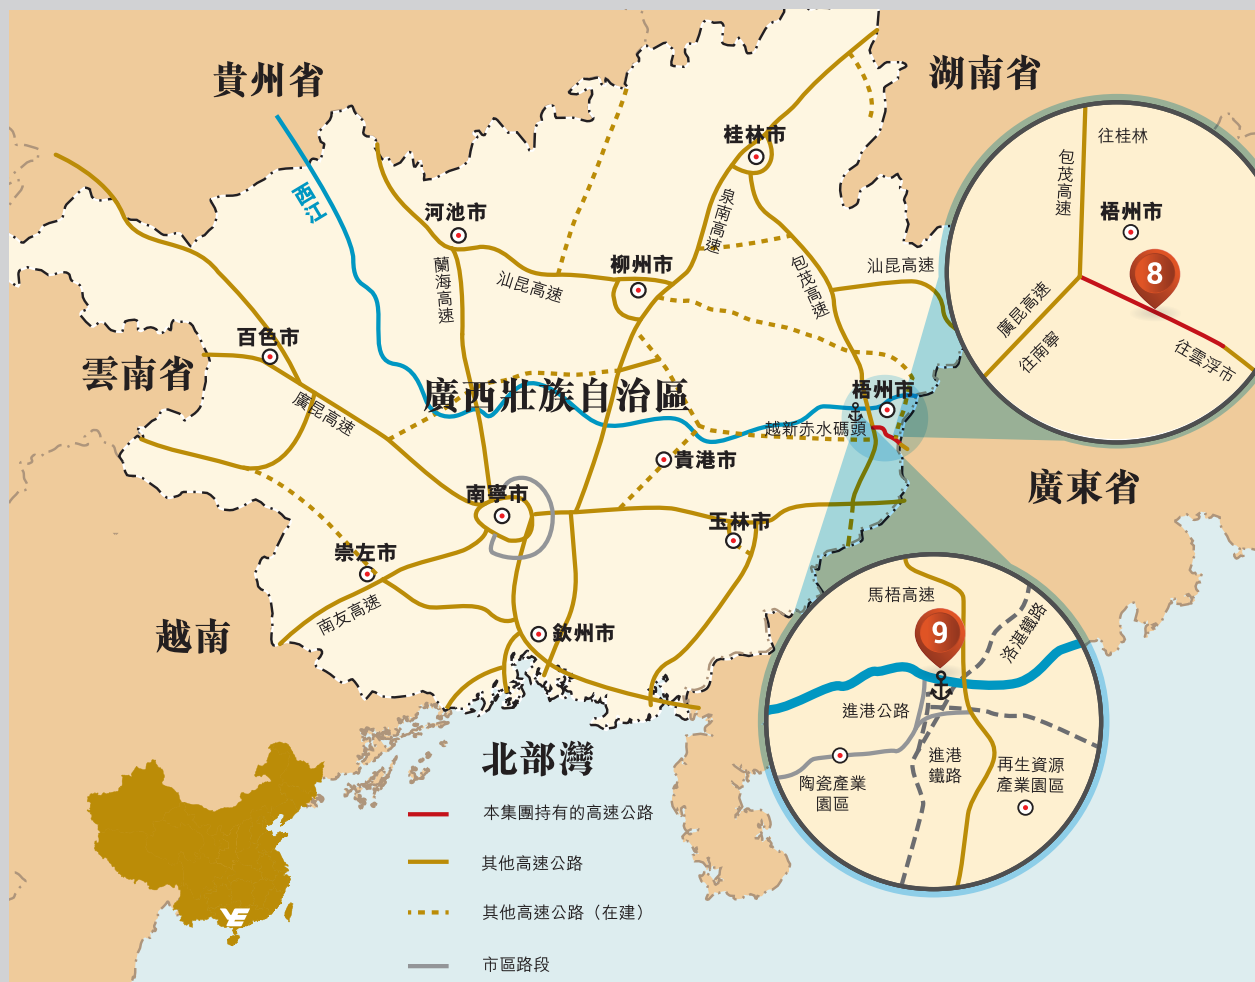 貴州省
湖南省
桂林市
往桂林
包茂高速
西江
泉南高速
河池市
梧州市
柳州市
蘭海高速
汕昆高速
包茂高速
汕昆高速
8
百色市
廣昆高速
往南寧
往雲浮市
雲南省
廣西壯族自治區
梧州市
廣昆高速
越新赤水碼頭
貴港市
廣東省
南寧市
玉林市
崇左市
南友高速
馬梧高速
洛湛鐵路
9
越南
欽州市
進港公路
北部灣
進港
鐵路
再生資源
產業園區
陶瓷產業
園區
本集團持有的高速公路
其他高速公路
其他高速公路（在建）
市區路段
YE